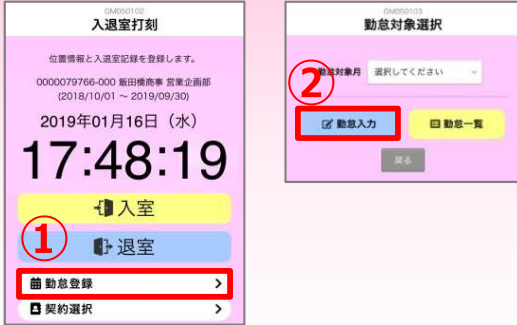 GM050102
入退室打刻
位置情報と入退室記録を登録します。
0000079766-000 飯田橋商事 営業企画部
(2018/10/01 ～ 2019/09/30)
2019年01月16日（水）
17:48:19
入室
①
退室
勤怠登録
契約選択
GM050103
勤怠対象選択
②
勤怠対象月 選択してください
勤怠入力 勤怠一覧
戻る